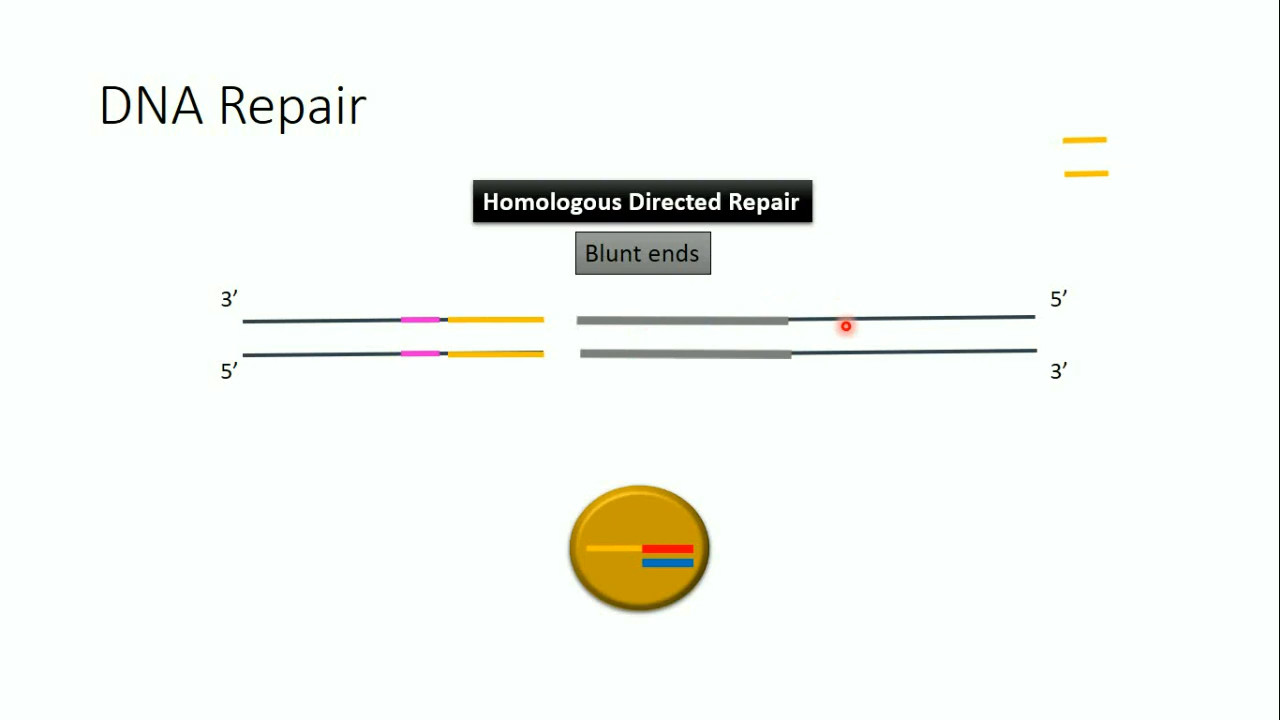 DNA Repair
Homologous Directed Repair
Blunt ends
3’
5’
5’
3’